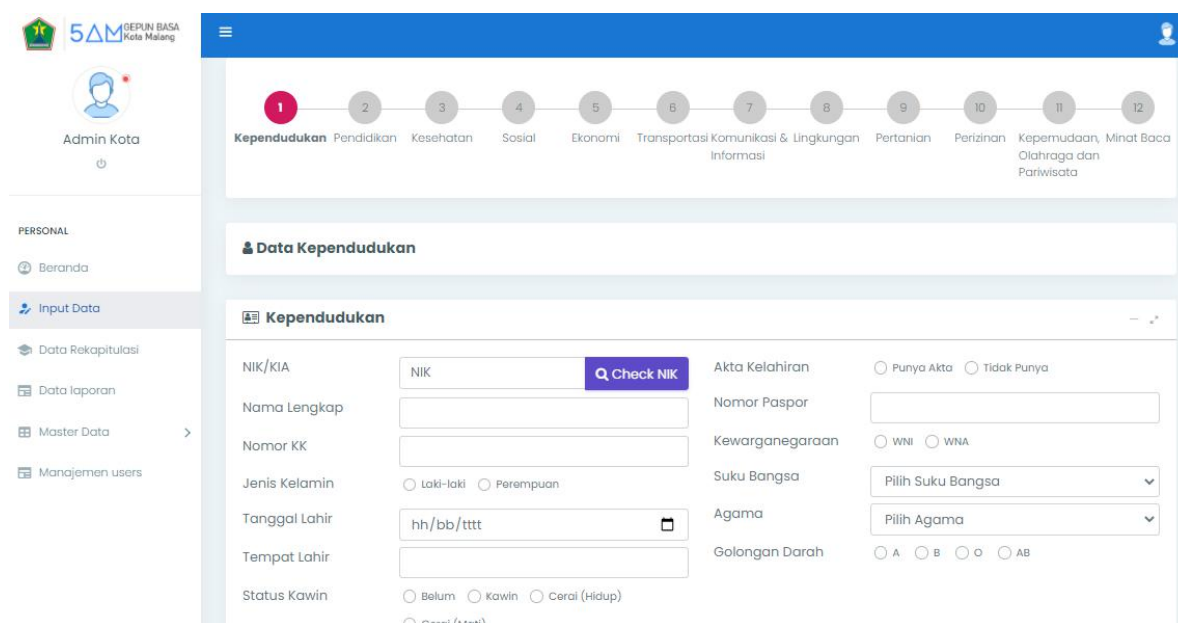 5AM GEPUN BASA
Kota Malang
Admin Kota
PERSONAL
Beranda
Input Data
Data Rekapitulasi
Data laporan
Master Data
Manajemen users
1 2 3 4 5 6 7 8 9 10 11 12
Kependudukan Pendidikan Kesehatan Sosial Ekonomi Transportasi Komunikasi & Lingkungan Pertanian Perizinan Kepemudaan, Minat Baca
Informasi Olahraga dan
Pariwisata
Data Kependudukan
Kependudukan
NIK/KIA NIK Check NIK
Nama Lengkap
Nomor KK
Jenis Kelamin Laki-laki Perempuan
Tanggal Lahir hh/bb/tttt
Tempat Lahir
Status Kawin Belum Kawin Cerai (Hidup)
Cerai (Mati)
Akta Kelahiran Punya Akta Tidak Punya
Nomor Paspor
Kewarganegaraan WNI WNA
Suku Bangsa Pilih Suku Bangsa
Agama Pilih Agama
Golongan Darah A B O AB